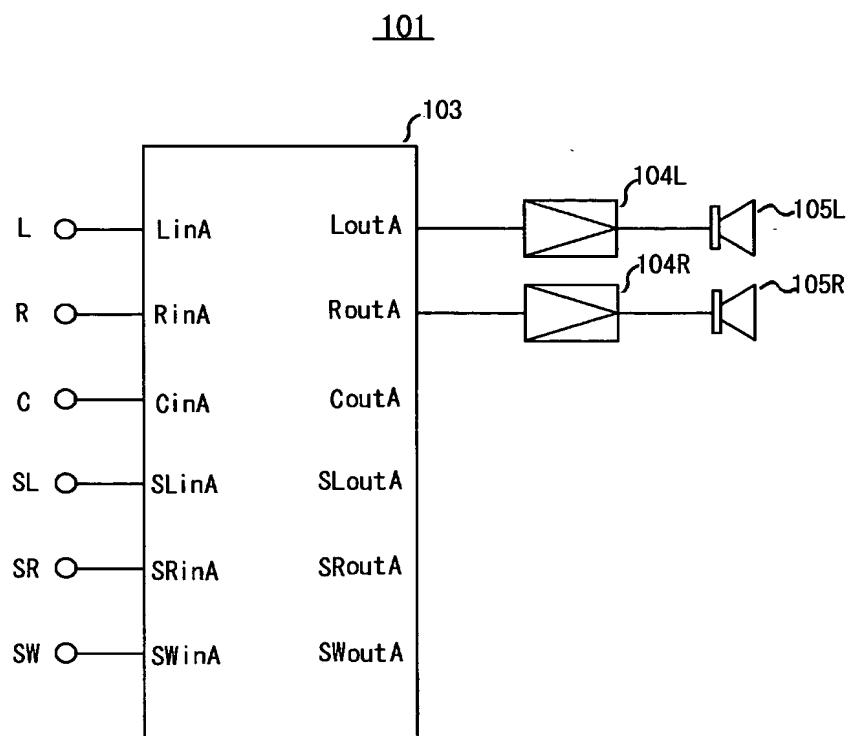 101
103
104L
105L
L LinA LoutA
104R
105R
R RinA RoutA
C CinA CoutA
SL SLinA SLoutA
SR SRinA SRoutA
SW SWinA SWoutA